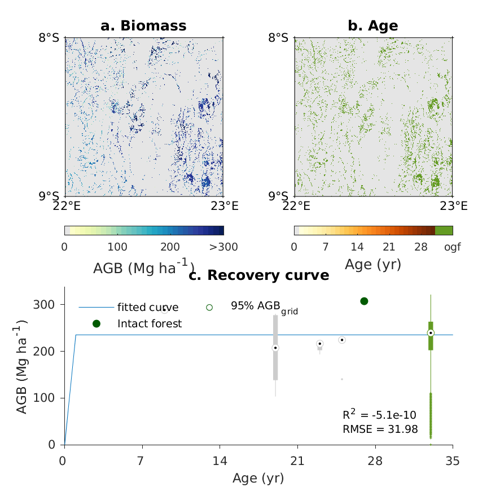 a. Biomass
b. Age
8°S
9°S
22°E
23°E
8°S
9°S
22°E
23°E
0 100 200 >300
AGB (Mg ha⁻¹)
0 7 14 21 28 ogf
Age (yr)
c. Recovery curve
fitted curve
95% AGB_grid
Intact forest
AGB (Mg ha⁻¹)
300
200
100
0
R² = -5.1e-10
RMSE = 31.98
0 7 14 21 28 35
Age (yr)